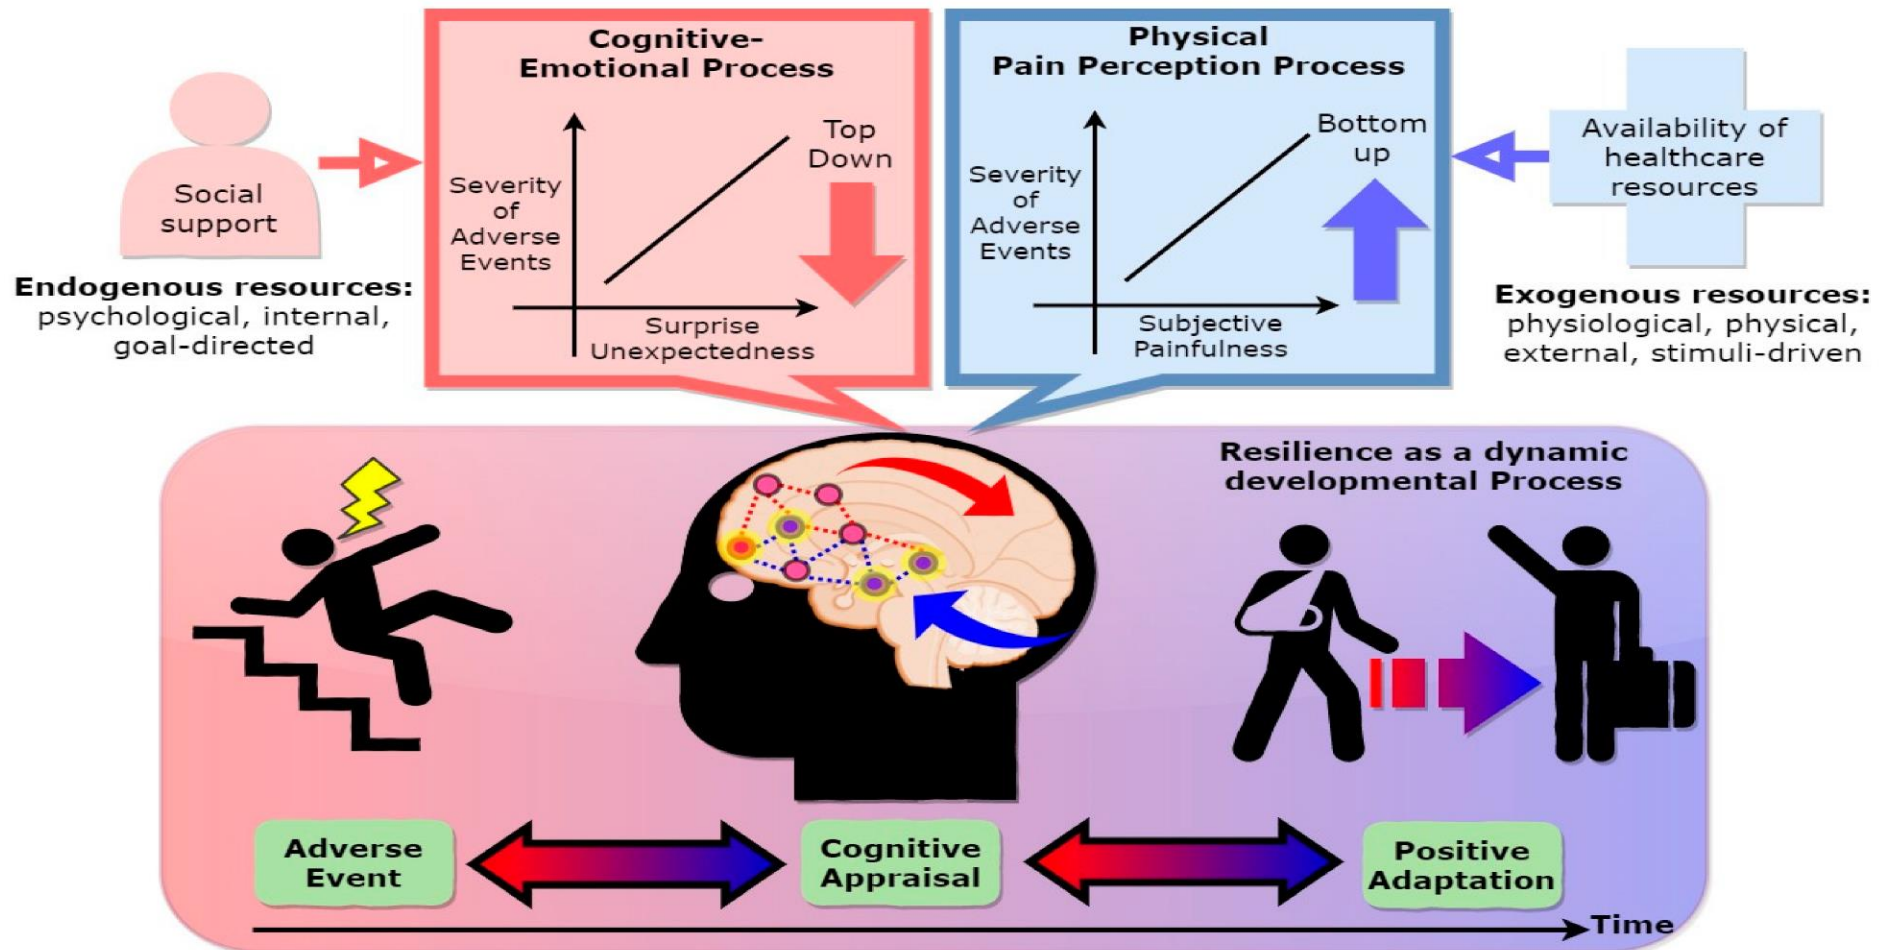 Cognitive-
Emotional Process
Physical
Pain Perception Process
Social
support
Endogenous resources:
psychological, internal,
goal-directed
Severity
of
Adverse
Events
Top
Down
Surprise
Unexpectedness
Severity
of
Adverse
Events
Bottom
up
Subjective
Painfulness
Availability of
healthcare
resources
Exogenous resources:
physiological, physical,
external, stimuli-driven
Resilience as a dynamic
developmental Process
Adverse
Event
Cognitive
Appraisal
Positive
Adaptation
Time